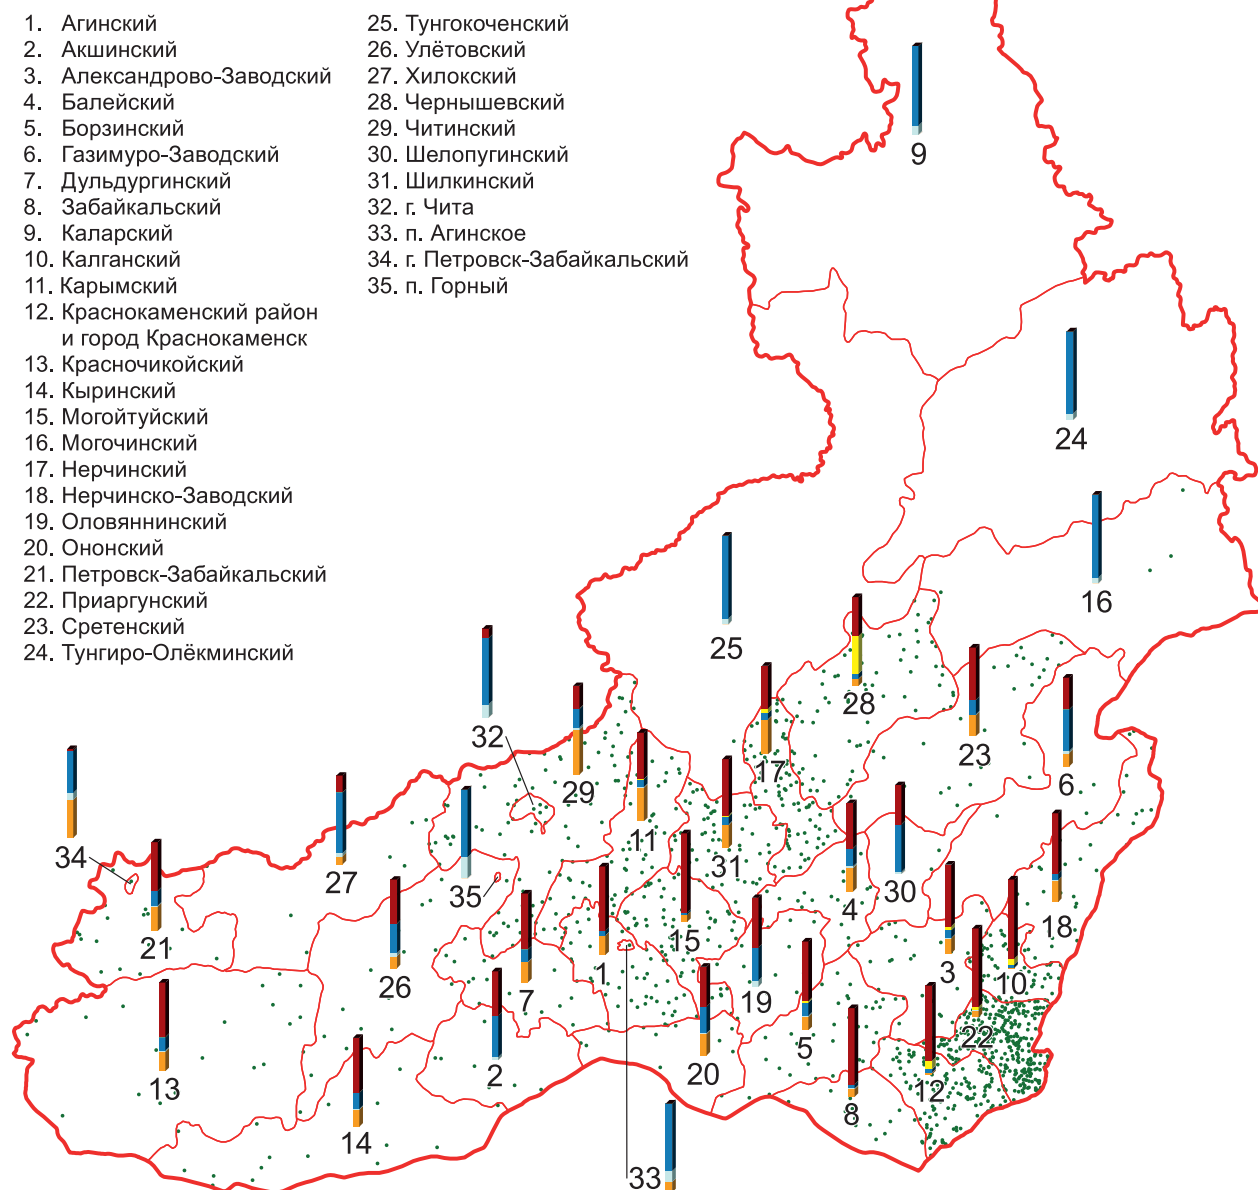 1. Агинский
2. Акшинский
3. Александрово-Заводский
4. Балейский
5. Борзинский
6. Газимуро-Заводский
7. Дульдургинский
8. Забайкальский
9. Каларский
10. Калганский
11. Карымский
12. Краснокаменский район
и город Краснокаменск
13. Красночикойский
14. Кыринский
15. Могойтуйский
16. Могочинский
17. Нерчинский
18. Нерчинско-Заводский
19. Оловяннинский
20. Ононский
21. Петровск-Забайкальский
22. Приаргунский
23. Сретенский
24. Тунгиро-Олёкминский
25. Тунгокоченский
26. Улётовский
27. Хилокский
28. Чернышевский
29. Читинский
30. Шелопугинский
31. Шилкинский
32. г. Чита
33. п. Агинское
34. г. Петровск-Забайкальский
35. п. Горный
9
24
16
25
28
32
17
23
6
29
11
31
34
27
35
4
30
18
21
26
7
1
15
19
3
10
13
2
20
5
22
14
8
12
33